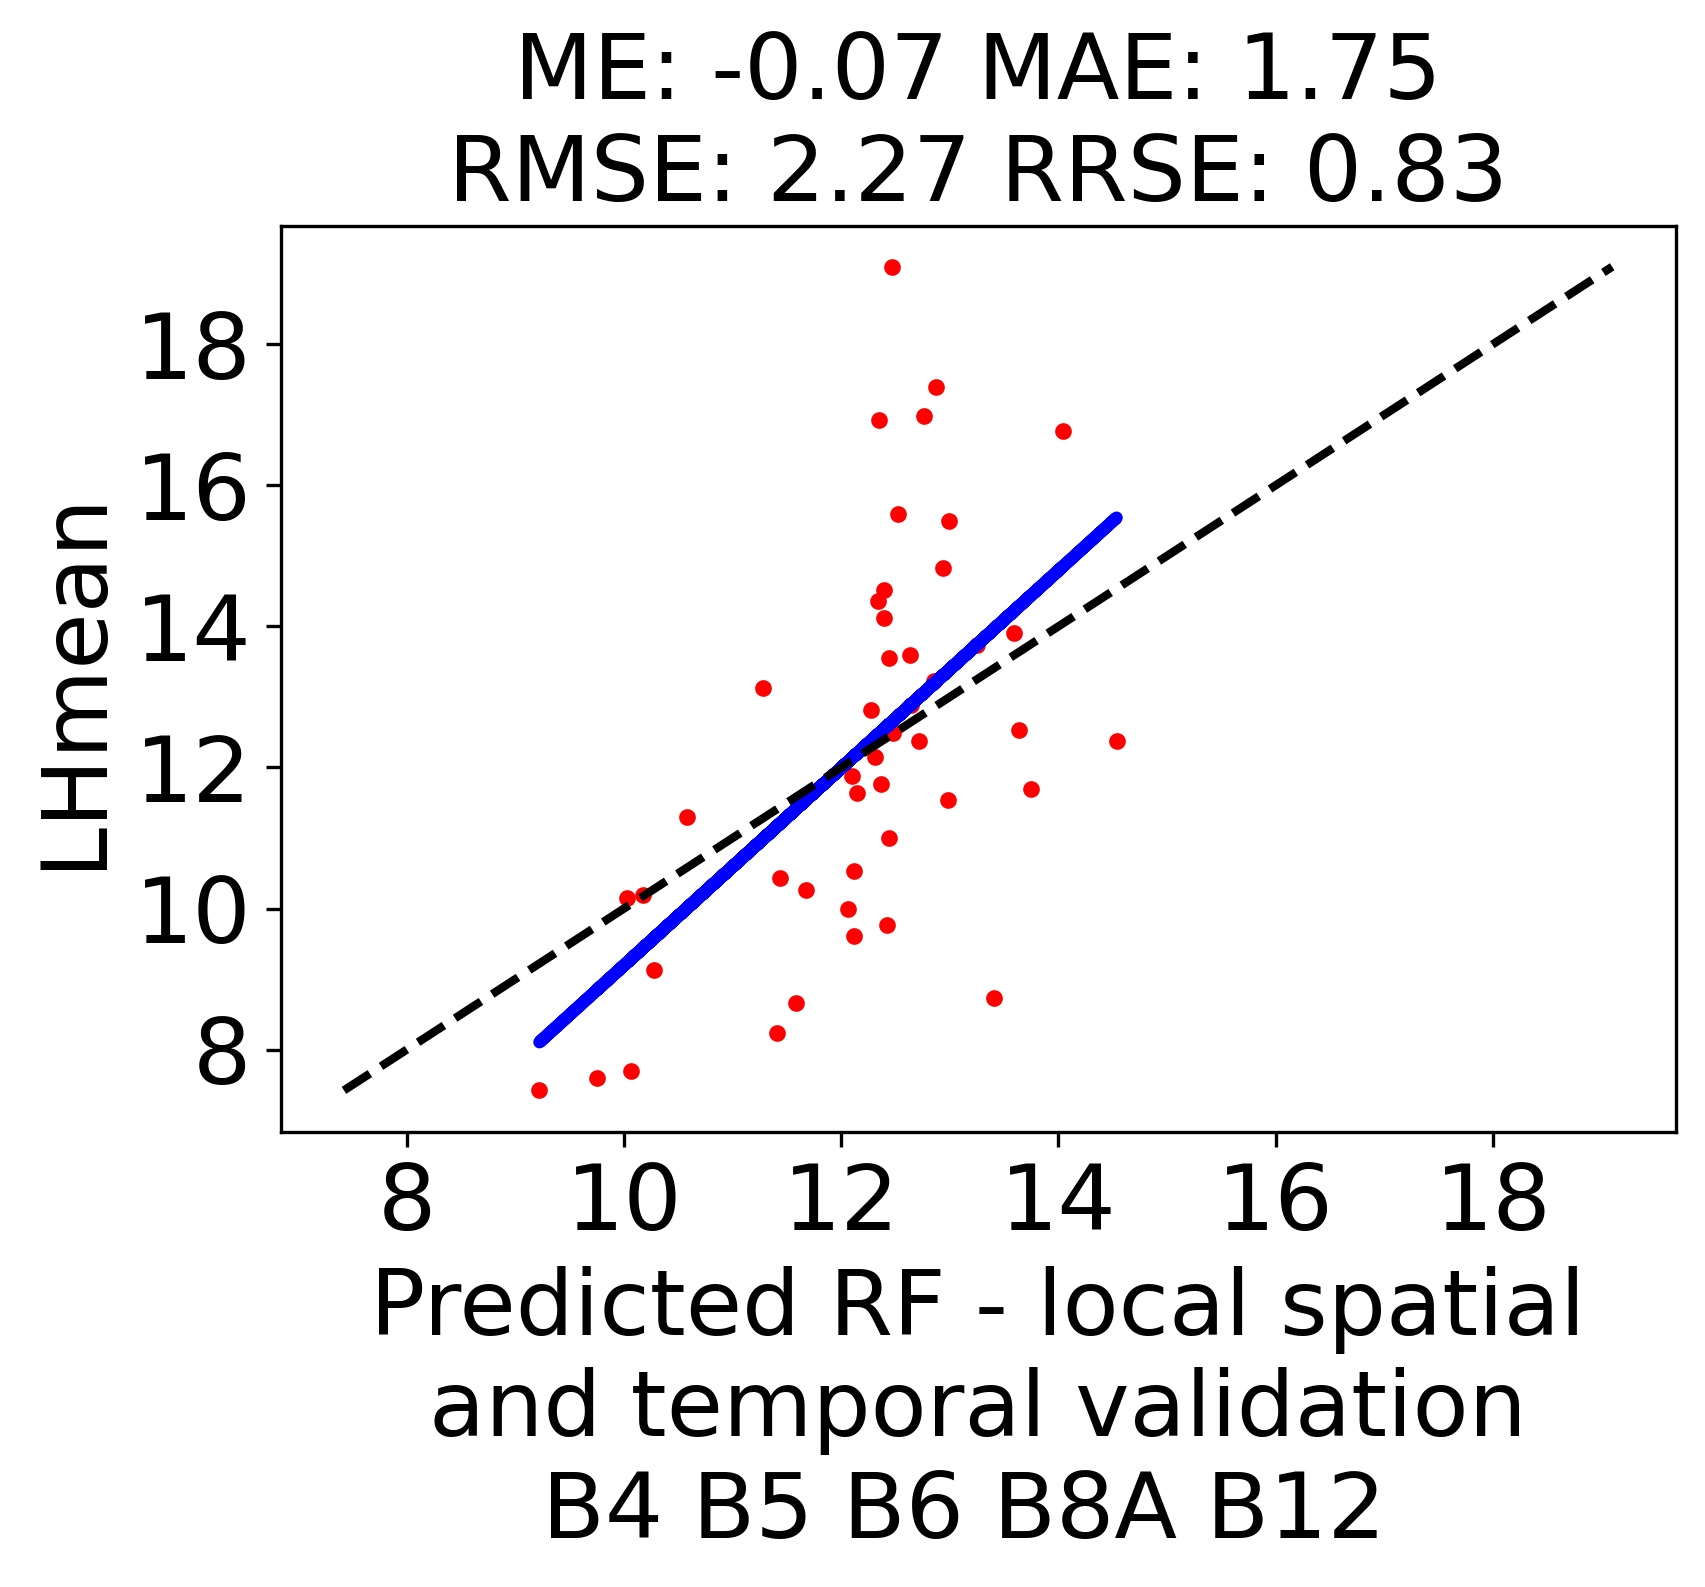 ME: -0.07 MAE: 1.75
RMSE: 2.27 RRSE: 0.83
18
16
14
12
10
8
LHmean
8 10 12 14 16 18
Predicted RF - local spatial
and temporal validation
B4 B5 B6 B8A B12